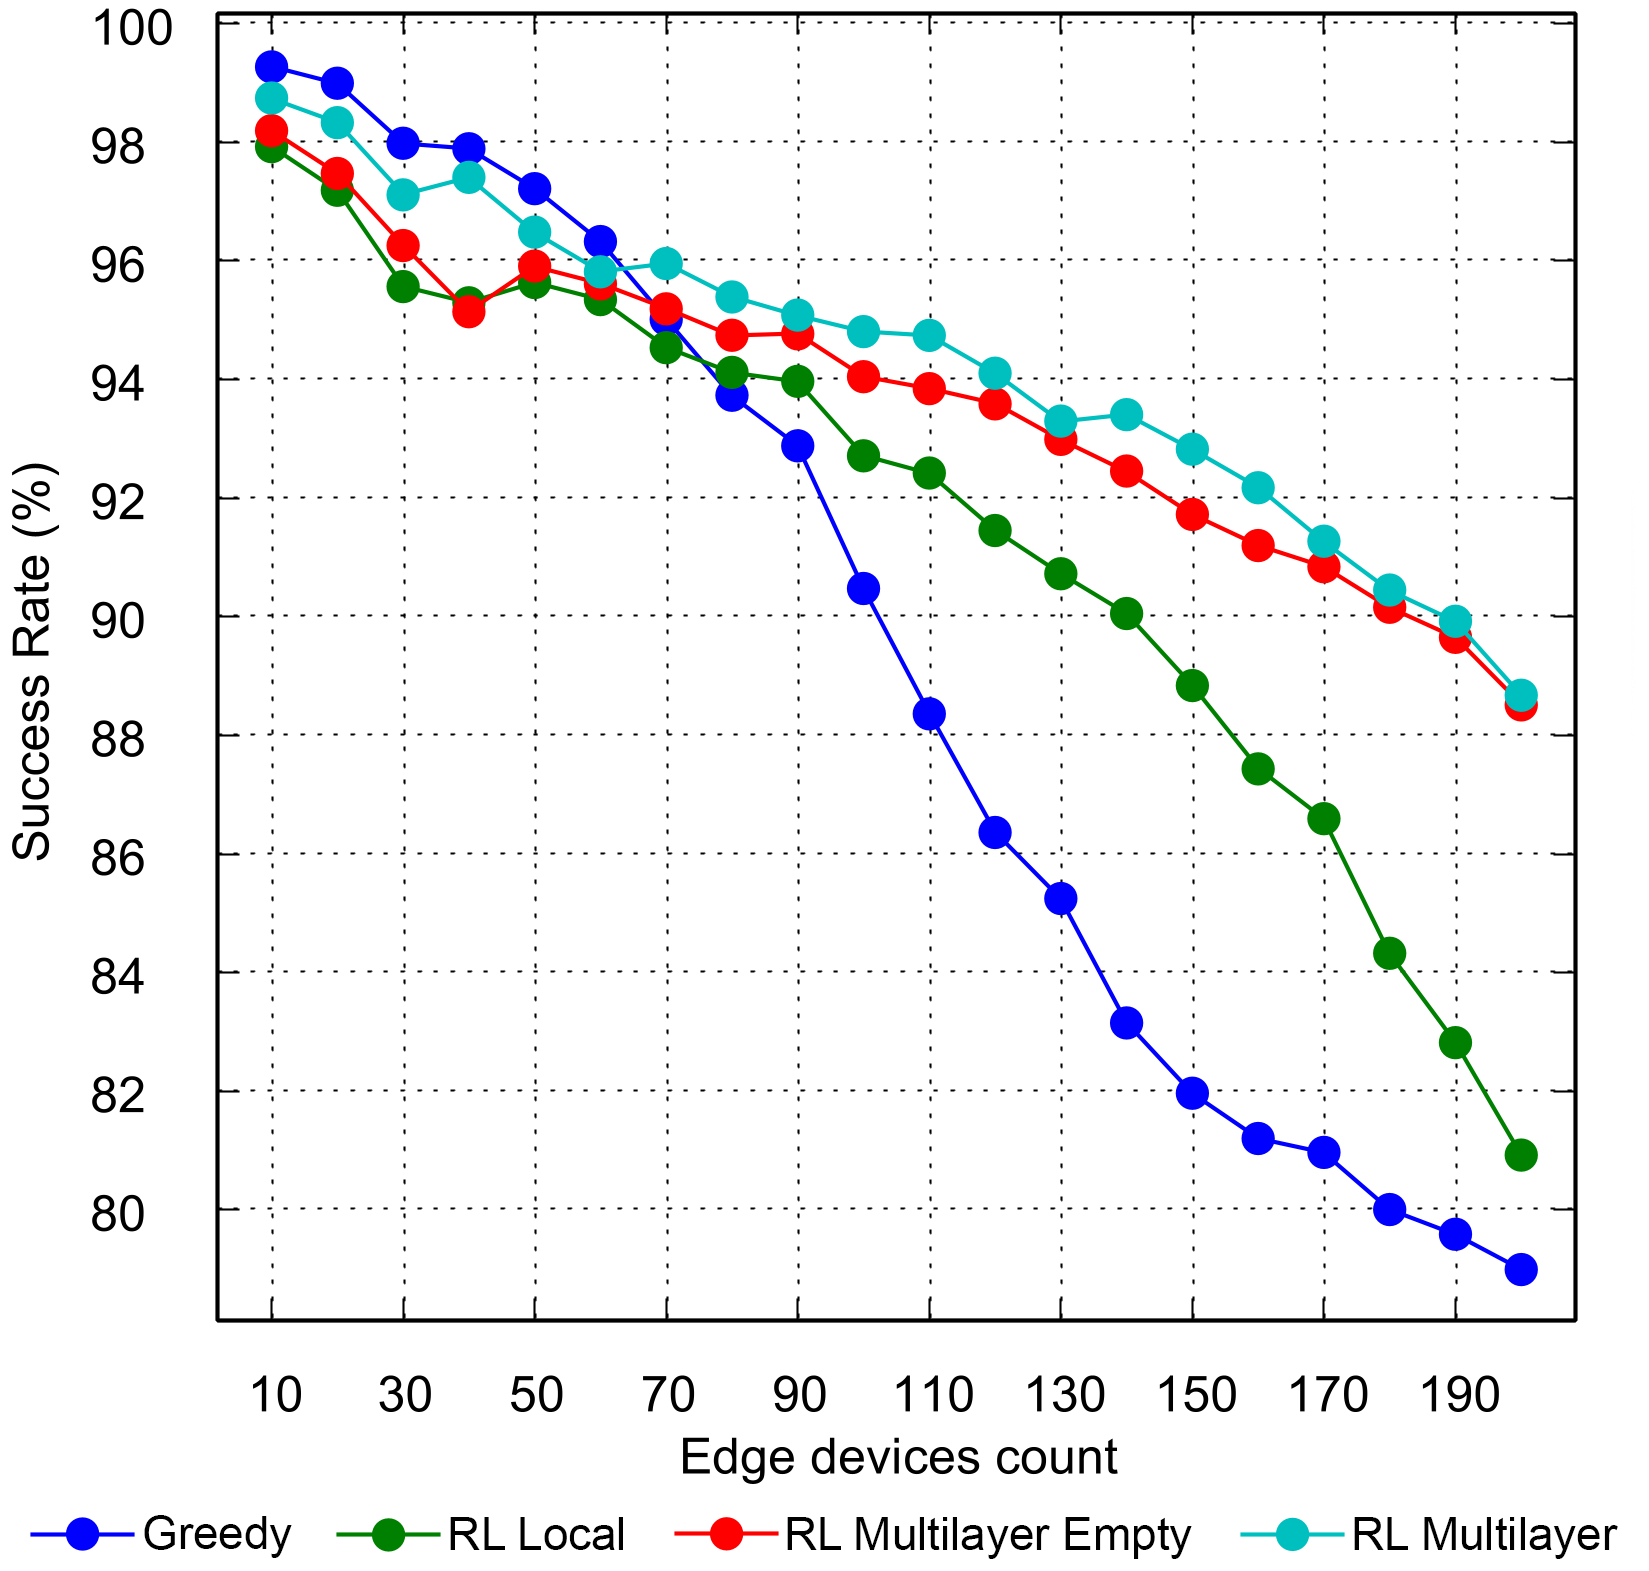 100
98
96
94
92
90
88
86
84
82
80
Success Rate (%)
10 30 50 70 90 110 130 150 170 190
Edge devices count
Greedy RL Local RL Multilayer Empty RL Multilayer